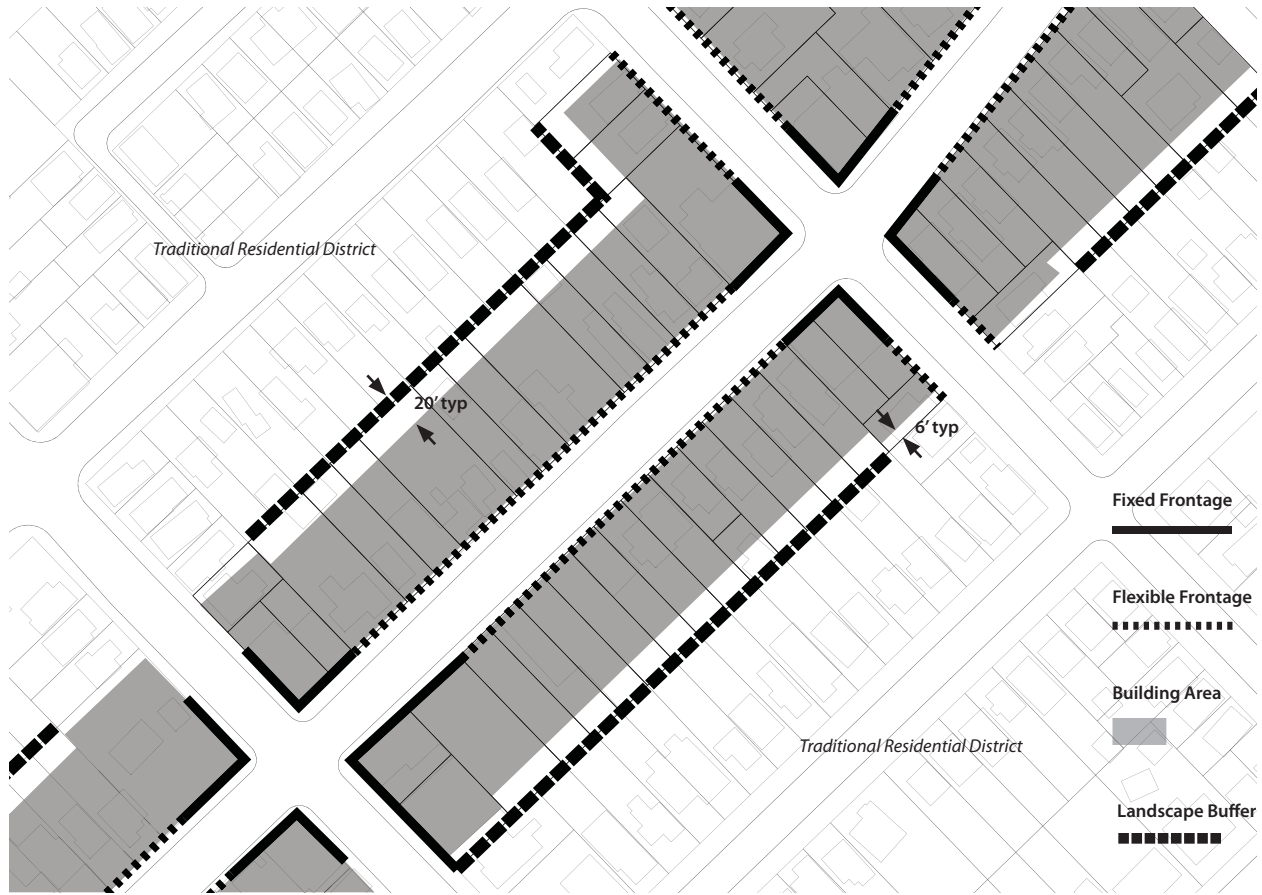 Traditional Residential District
20' typ
6' typ
Fixed Frontage
Flexible Frontage
Building Area
Traditional Residential District
Landscape Buffer